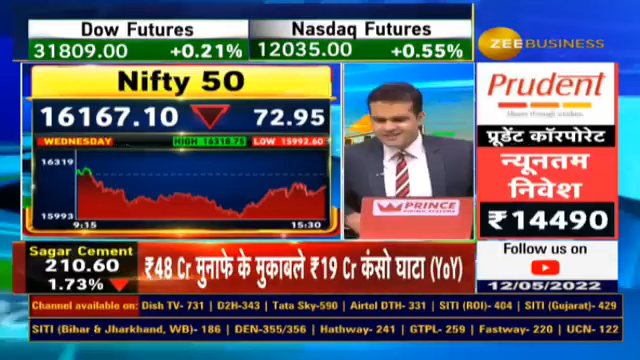 Dow Futures
31809.00 +0.21%
Nasdaq Futures
12035.00 +0.55%
ZEE BUSINESS
Nifty 50
16167.10 72.95
WEDNESDAY HIGH 16318.75 LOW 15992.60
16319
15993
9:15 15:30
PRINCE
Prudent
प्रूडेंट कॉरपोरेट
न्यूनतम
निवेश
₹14490
Follow us on
12/05/2022
Sagar Cement
210.60
1.73%
₹48 Cr मुनाफे के मुकाबले ₹19 Cr कंसो घाटा (YoY)
Channel available on: Dish TV- 731 | D2H-343 | Tata Sky-590 | Airtel DTH- 331 | SITI (ROI)- 404 | SITI (Gujarat)- 429
SITI (Bihar & Jharkhand, WB)- 186 | DEN-355/356 | Hathway- 241 | GTPL- 259 | Fastway- 220 | UCN- 122